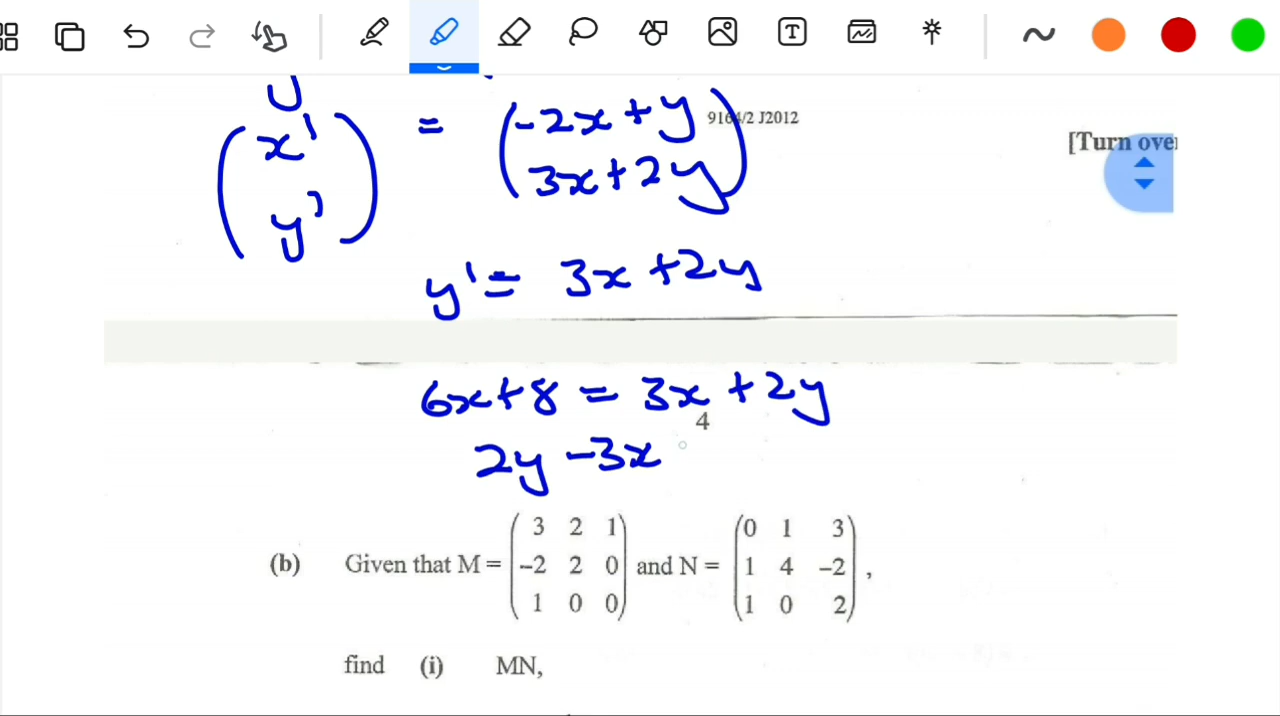 y
(x') = (-2x + y) 9164/2 J2012
(y') (3x + 2y) [Turn over
y' = 3x + 2y
6x + 8 = 3x + 2y
4
2y - 3x
(b) Given that M = (3 2 1; -2 2 0; 1 0 0) and N = (0 1 3; 1 4 -2; 1 0 2),
find (i) MN,